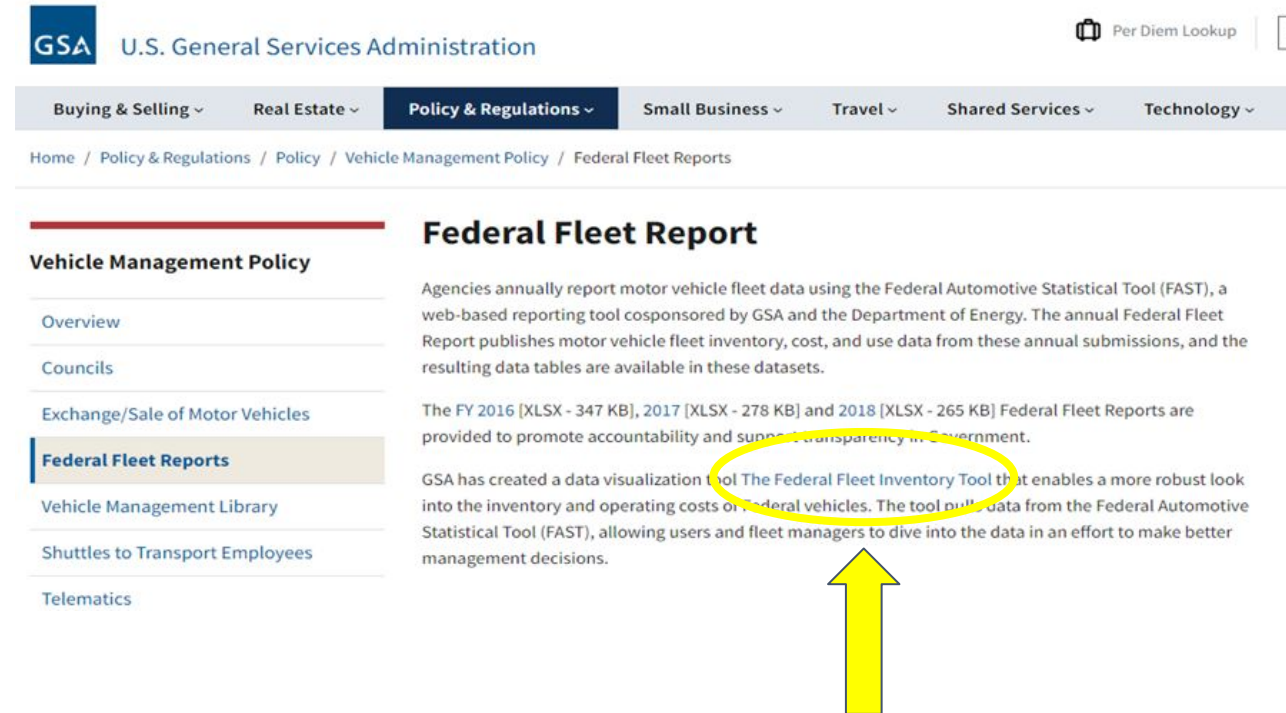 GSA U.S. General Services Administration
Per Diem Lookup
Buying & Selling Real Estate Policy & Regulations Small Business Travel Shared Services Technology
Home / Policy & Regulations / Policy / Vehicle Management Policy / Federal Fleet Reports
Vehicle Management Policy
Overview
Councils
Exchange/Sale of Motor Vehicles
Federal Fleet Reports
Vehicle Management Library
Shuttles to Transport Employees
Telematics
Federal Fleet Report
Agencies annually report motor vehicle fleet data using the Federal Automotive Statistical Tool (FAST), a
web-based reporting tool cosponsored by GSA and the Department of Energy. The annual Federal Fleet
Report publishes motor vehicle fleet inventory, cost, and use data from these annual submissions, and the
resulting data tables are available in these datasets.
The FY 2016 [XLSX - 347 KB], 2017 [XLSX - 278 KB] and 2018 [XLSX - 265 KB] Federal Fleet Reports are
provided to promote accountability and support transparency in Government.
GSA has created a data visualization tool The Federal Fleet Inventory Tool that enables a more robust look
into the inventory and operating costs of Federal vehicles. The tool pulls data from the Federal Automotive
Statistical Tool (FAST), allowing users and fleet managers to dive into the data in an effort to make better
management decisions.